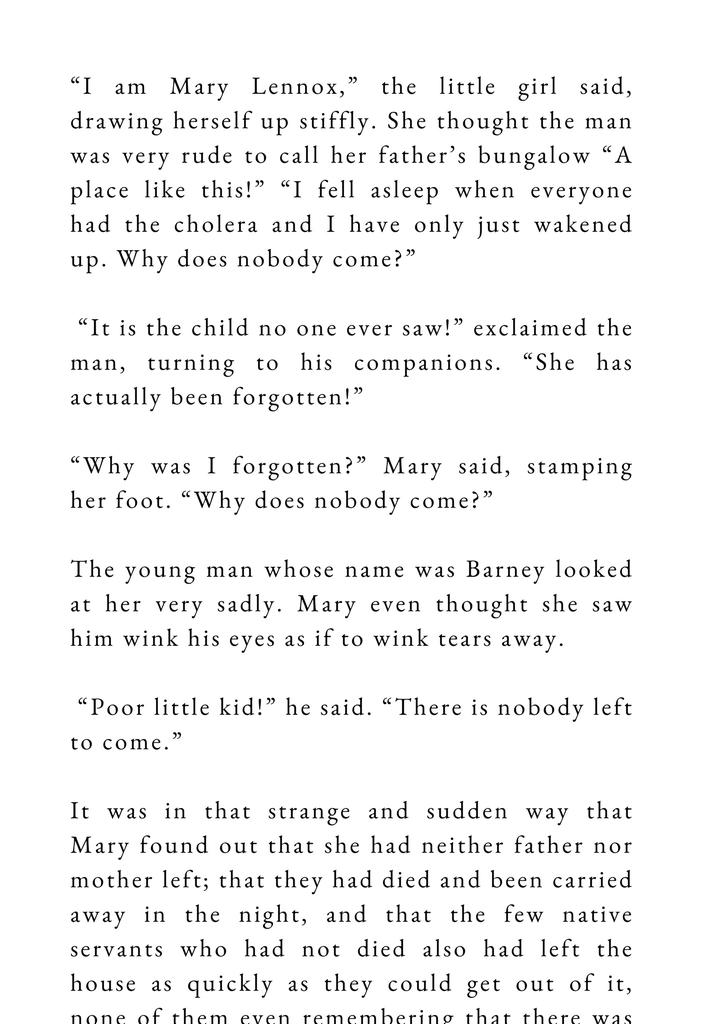 “I am Mary Lennox,” the little girl said,
drawing herself up stiffly. She thought the man
was very rude to call her father’s bungalow “A
place like this!” “I fell asleep when everyone
had the cholera and I have only just wakened
up. Why does nobody come?”
“It is the child no one ever saw!” exclaimed the
man, turning to his companions. “She has
actually been forgotten!”
“Why was I forgotten?” Mary said, stamping
her foot. “Why does nobody come?”
The young man whose name was Barney looked
at her very sadly. Mary even thought she saw
him wink his eyes as if to wink tears away.
“Poor little kid!” he said. “There is nobody left
to come.”
It was in that strange and sudden way that
Mary found out that she had neither father nor
mother left; that they had died and been carried
away in the night, and that the few native
servants who had not died also had left the
house as quickly as they could get out of it,
none of them even remembering that there was